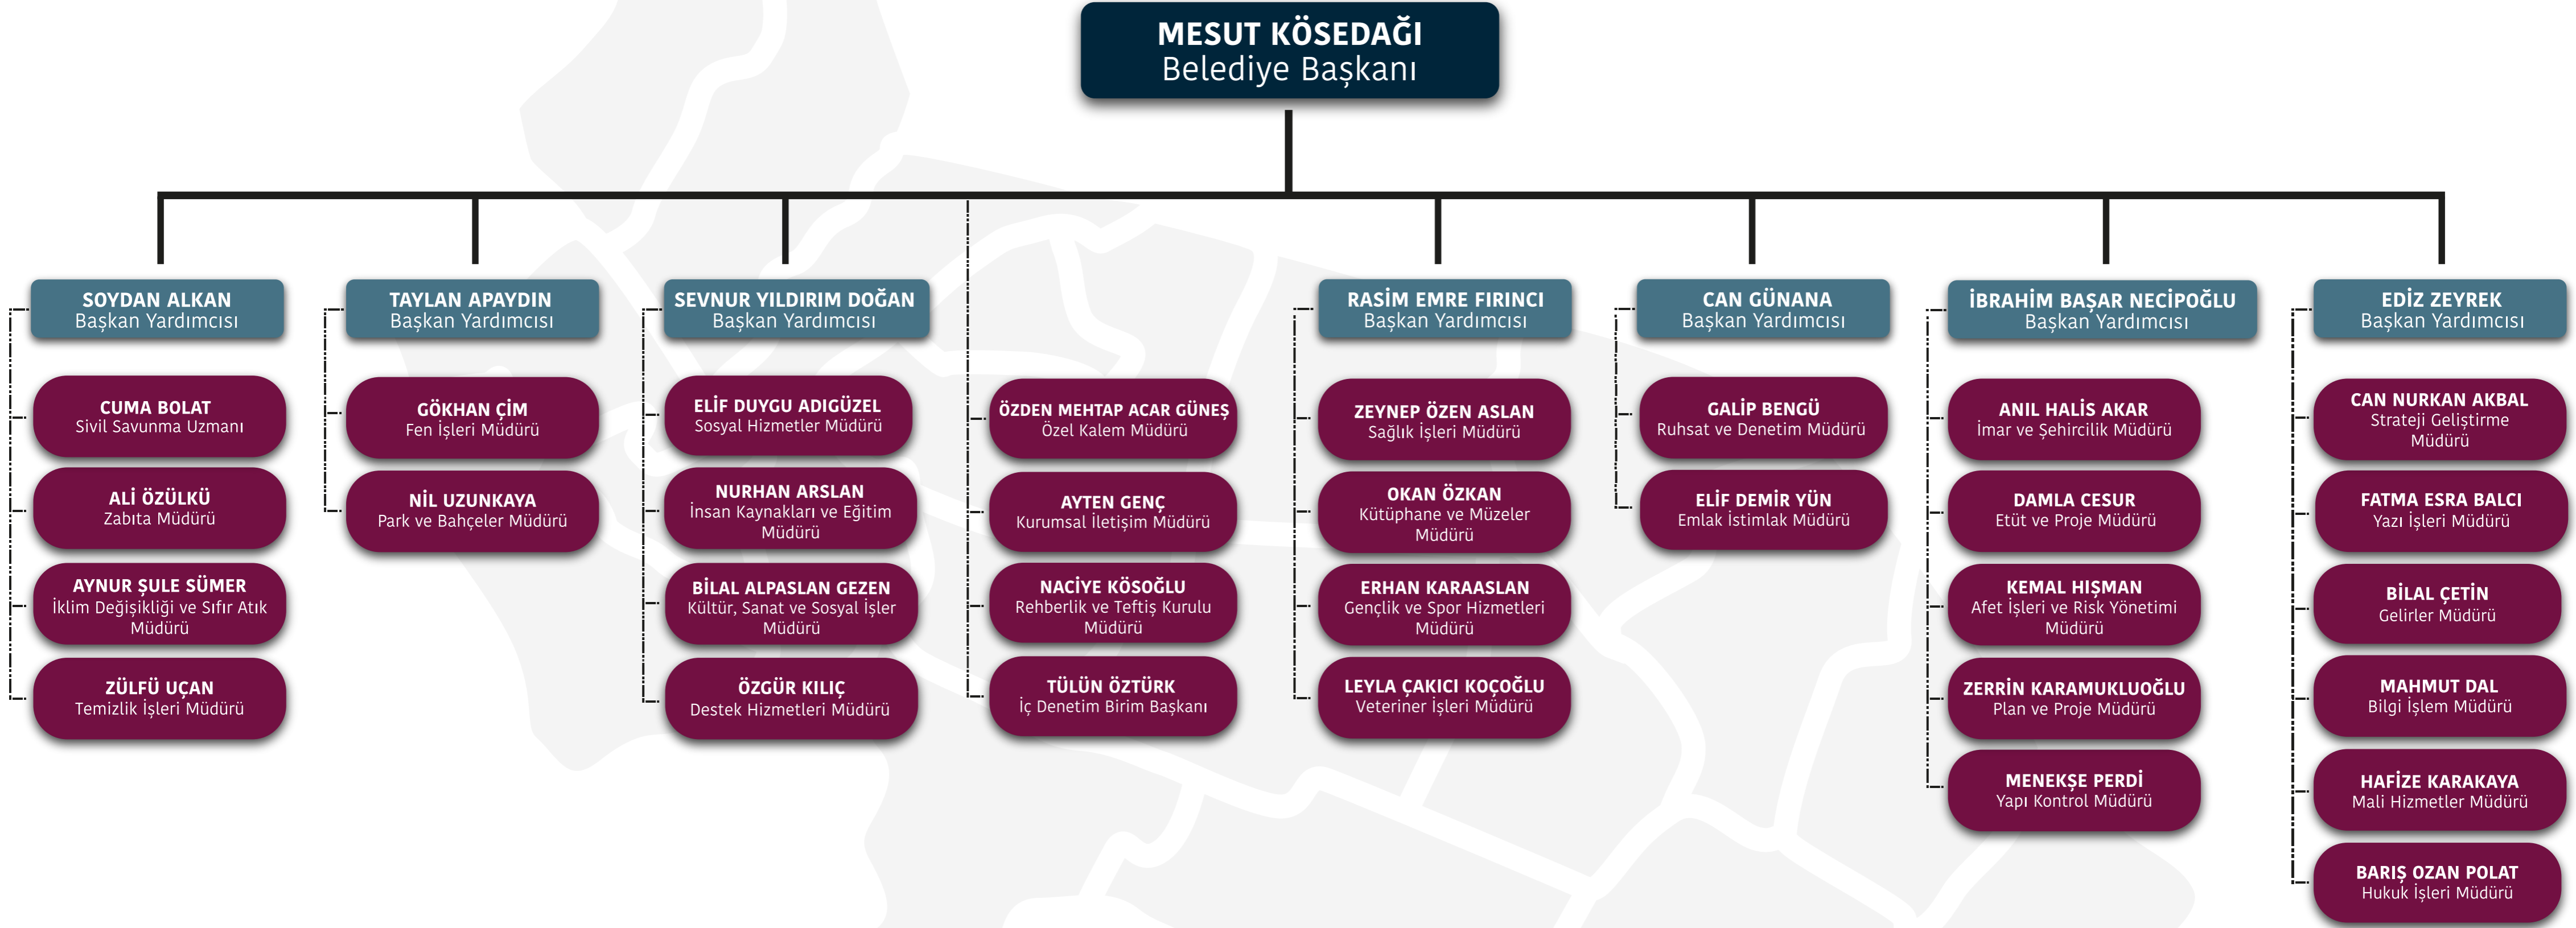 MESUT KÖSEDAĞI
Belediye Başkanı
SOYDAN ALKAN
Başkan Yardımcısı
CUMA BOLAT
Sivil Savunma Uzmanı
ALİ ÖZÜLKÜ
Zabıta Müdürü
AYNUR ŞULE SÜMER
İklim Değişikliği ve Sıfır Atık
Müdürü
ZÜLFÜ UÇAN
Temizlik İşleri Müdürü
TAYLAN APAYDIN
Başkan Yardımcısı
GÖKHAN ÇİM
Fen İşleri Müdürü
NİL UZUNKAYA
Park ve Bahçeler Müdürü
SEVNUR YILDIRIM DOĞAN
Başkan Yardımcısı
ELİF DUYGU ADIGÜZEL
Sosyal Hizmetler Müdürü
NURHAN ARSLAN
İnsan Kaynakları ve Eğitim
Müdürü
BİLAL ALPASLAN GEZEN
Kültür, Sanat ve Sosyal İşler
Müdürü
ÖZGÜR KILIÇ
Destek Hizmetleri Müdürü
ÖZDEN MEHTAP ACAR GÜNEŞ
Özel Kalem Müdürü
AYTEN GENÇ
Kurumsal İletişim Müdürü
NACİYE KÖSOĞLU
Rehberlik ve Teftiş Kurulu
Müdürü
TÜLÜN ÖZTÜRK
İç Denetim Birim Başkanı
RASİM EMRE FIRINCI
Başkan Yardımcısı
ZEYNEP ÖZEN ASLAN
Sağlık İşleri Müdürü
OKAN ÖZKAN
Kütüphane ve Müzeler
Müdürü
ERHAN KARAASLAN
Gençlik ve Spor Hizmetleri
Müdürü
LEYLA ÇAKICI KOÇOĞLU
Veteriner İşleri Müdürü
CAN GÜNANA
Başkan Yardımcısı
GALİP BENGÜ
Ruhsat ve Denetim Müdürü
ELİF DEMİR YÜN
Emlak İstimlak Müdürü
İBRAHİM BAŞAR NECİPOĞLU
Başkan Yardımcısı
ANIL HALİS AKAR
İmar ve Şehircilik Müdürü
DAMLA CESUR
Etüt ve Proje Müdürü
KEMAL HIŞMAN
Afet İşleri ve Risk Yönetimi
Müdürü
ZERRİN KARAMUKLUOĞLU
Plan ve Proje Müdürü
MENEKŞE PERDİ
Yapı Kontrol Müdürü
EDİZ ZEYREK
Başkan Yardımcısı
CAN NURKAN AKBAL
Strateji Geliştirme
Müdürü
FATMA ESRA BALCI
Yazı İşleri Müdürü
BİLAL ÇETİN
Gelirler Müdürü
MAHMUT DAL
Bilgi İşlem Müdürü
HAFİZE KARAKAYA
Mali Hizmetler Müdürü
BARIŞ OZAN POLAT
Hukuk İşleri Müdürü